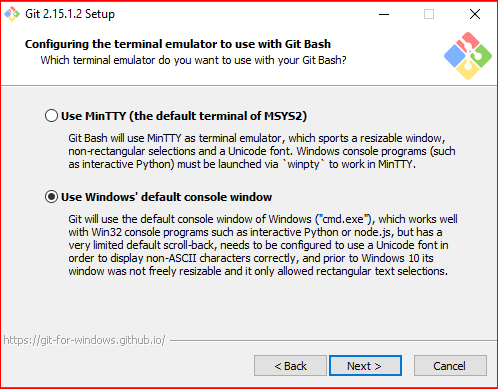 Git 2.15.1.2 Setup
Configuring the terminal emulator to use with Git Bash
Which terminal emulator do you want to use with your Git Bash?
Use MinTTY (the default terminal of MSYS2)
Git Bash will use MinTTY as terminal emulator, which sports a resizable window,
non-rectangular selections and a Unicode font. Windows console programs (such
as interactive Python) must be launched via `winpty` to work in MinTTY.
Use Windows' default console window
Git will use the default console window of Windows ("cmd.exe"), which works well
with Win32 console programs such as interactive Python or node.js, but has a
very limited default scroll-back, needs to be configured to use a Unicode font in
order to display non-ASCII characters correctly, and prior to Windows 10 its
window was not freely resizable and it only allowed rectangular text selections.
https://git-for-windows.github.io/
< Back
Next >
Cancel